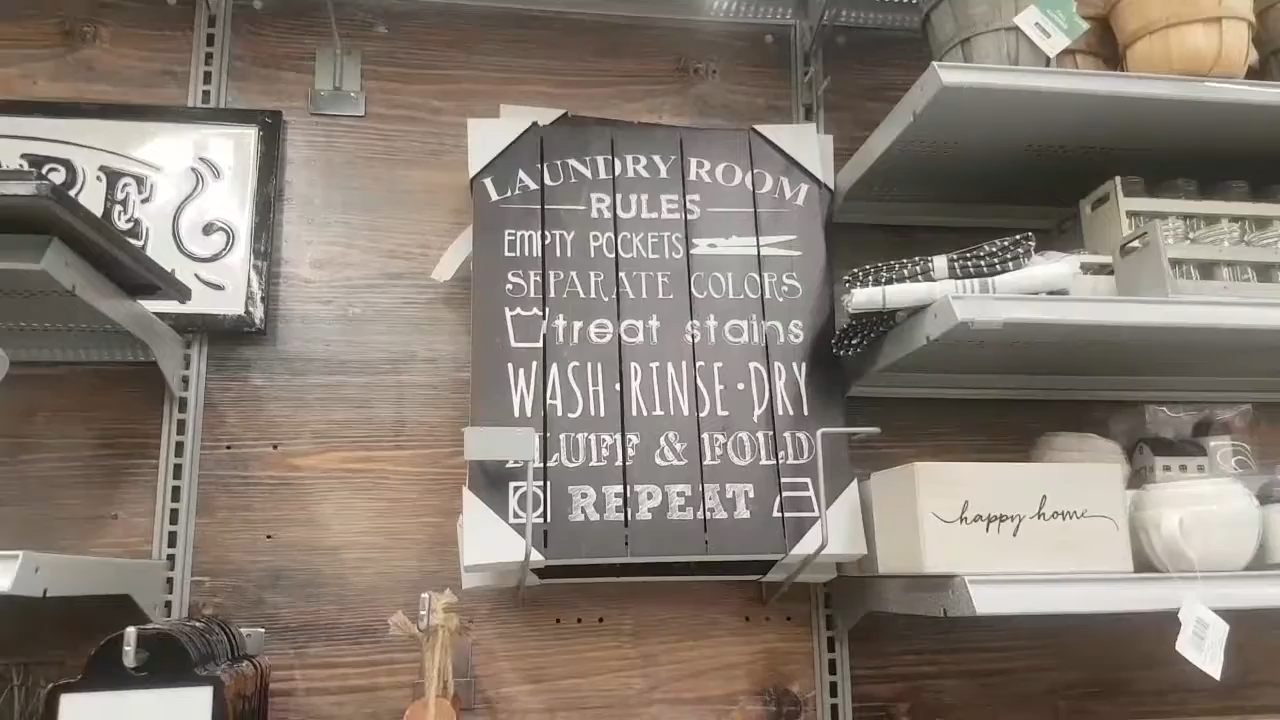 LAUNDRY ROOM
RULES
EMPTY POCKETS
SEPARATE COLORS
treat stains
WASH·RINSE·DRY
FLUFF & FOLD
REPEAT
happy home